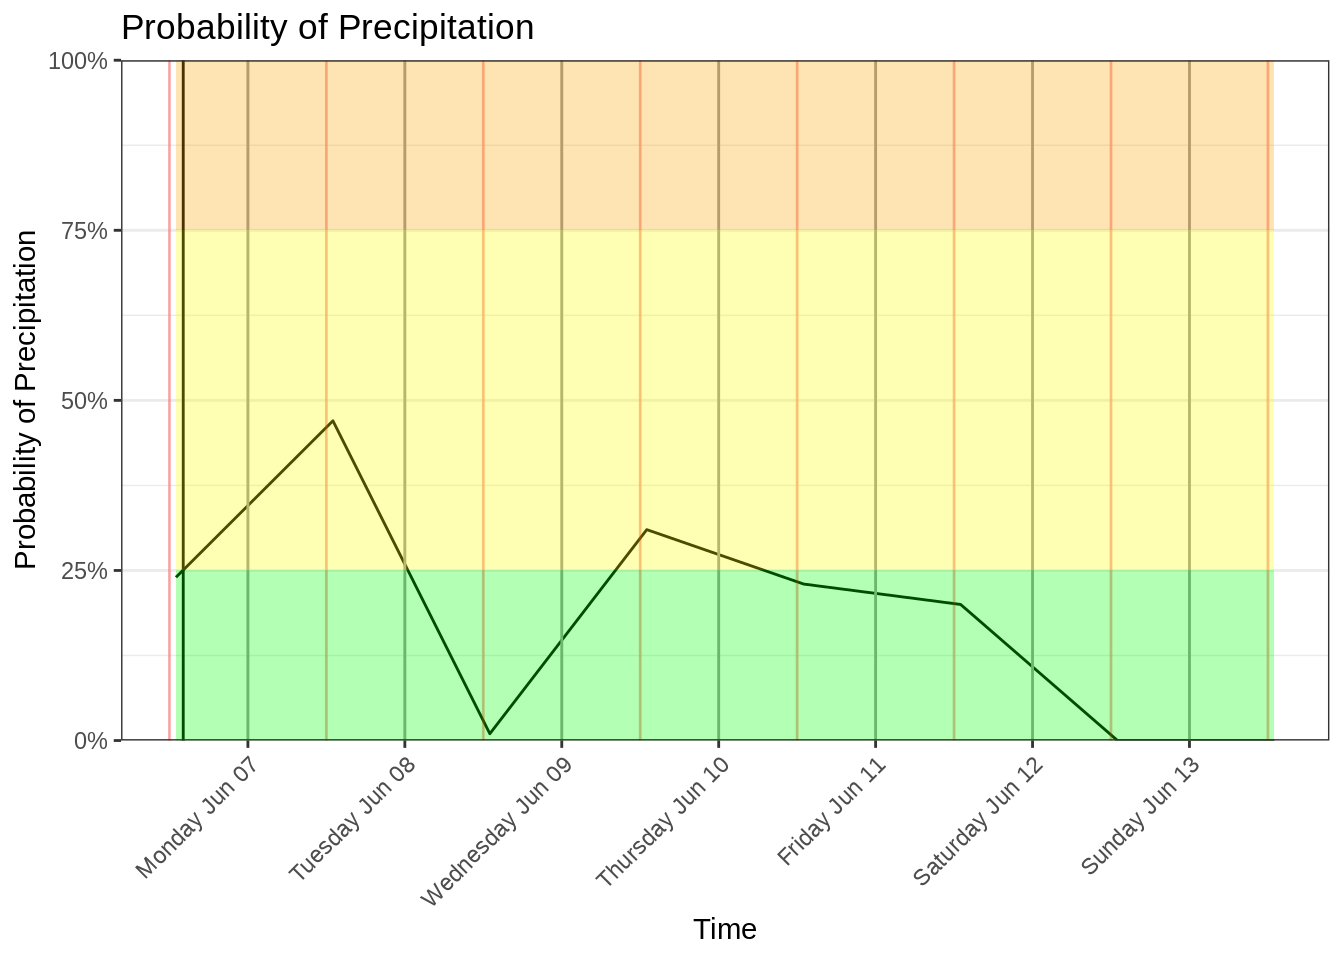 Probability of Precipitation
Probability of Precipitation
100%
75%
50%
25%
0%
Monday Jun 07
Tuesday Jun 08
Wednesday Jun 09
Thursday Jun 10
Friday Jun 11
Saturday Jun 12
Sunday Jun 13
Time